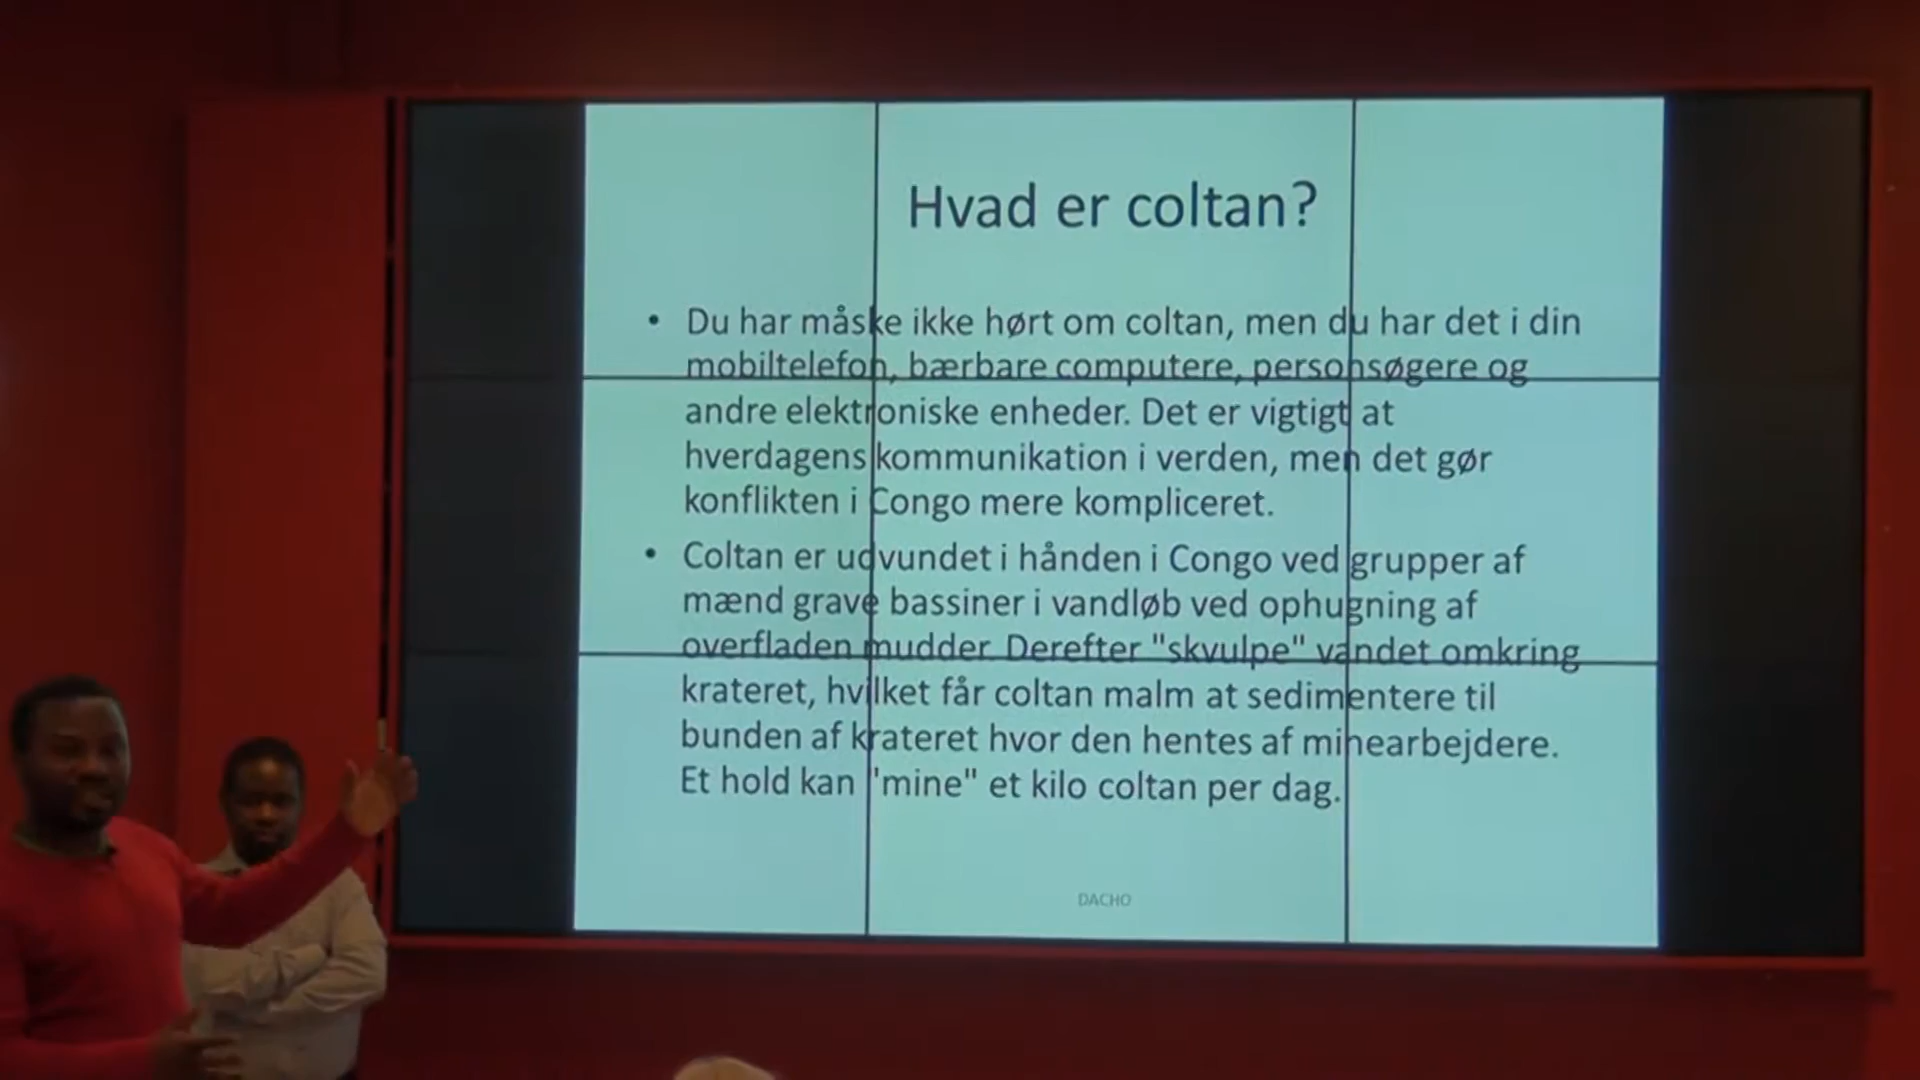 Hvad er coltan?
• Du har måske ikke hørt om coltan, men du har det i din
mobiltelefon, bærbare computere, personsøgere og
andre elektroniske enheder. Det er vigtigt at
hverdagens kommunikation i verden, men det gør
konflikten i Congo mere kompliceret.
• Coltan er udvundet i hånden i Congo ved grupper af
mænd grave bassiner i vandløb ved ophugning af
overfladen mudder. Derefter "skvulpe" vandet omkring
krateret, hvilket får coltan malm at sedimentere til
bunden af krateret hvor den hentes af minearbejdere.
Et hold kan "mine" et kilo coltan per dag.
DACHO